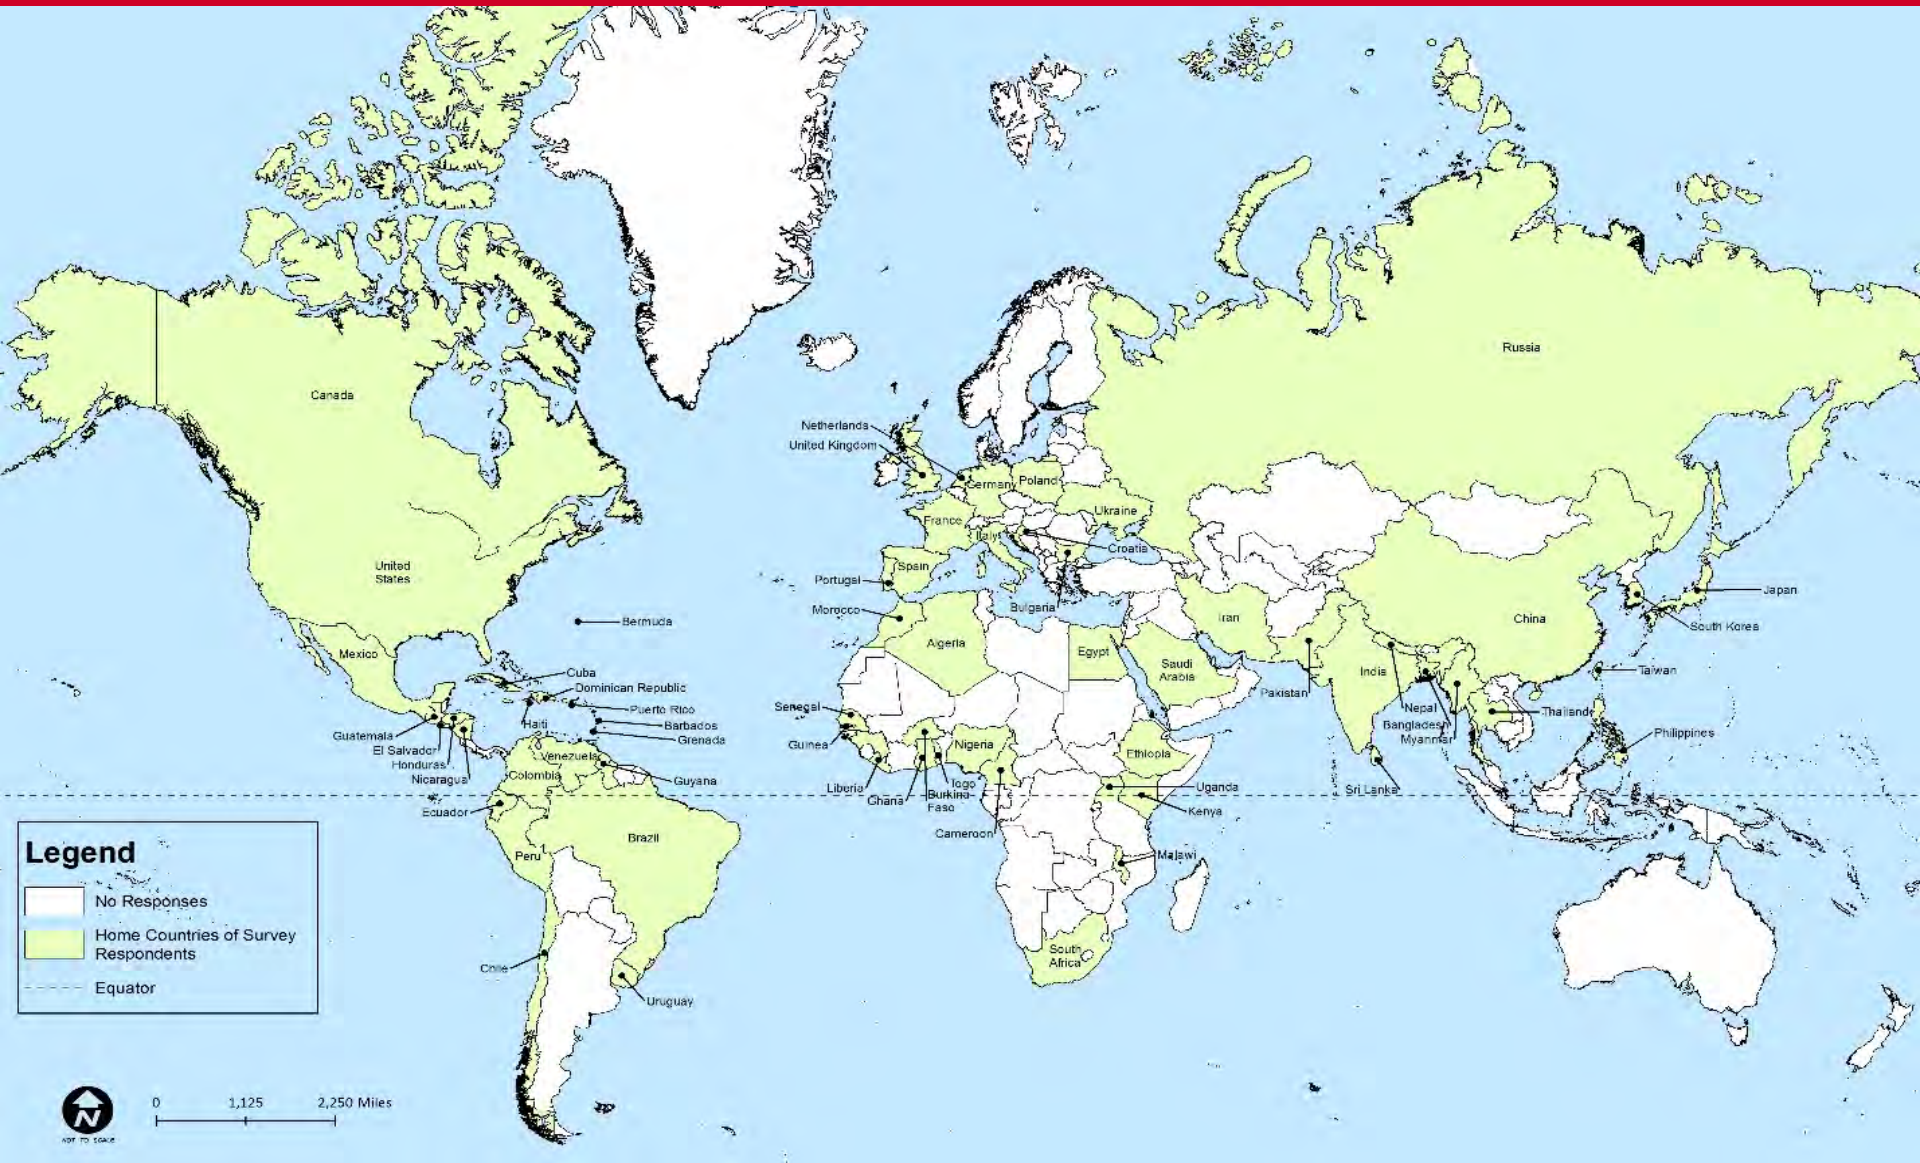 Russia
Canada
Netherlands
United Kingdom
Germany
Poland
Ukraine
France
Italy
Croatia
United
States
Spain
Portugal
Japan
Morocco
Bulgaria
Bermuda
Iran
China
South Korea
Algeria
Mexico
Egypt
Saudi
Arabia
India
Taiwan
Cuba
Dominican Republic
Pakistan
Puerto Rico
Senegal
Nepal
Thailand
Barbados
Haiti
Bangladesh
Guatemala
Grenada
Myanmar
Philippines
Guinea
Nigeria
El Salvador
Venezuela
Ethiopia
Honduras
Nicaragua
Colombia
Guyana
Liberia
Togo
Uganda
Sri Lanka
Ghana
Burkina
Faso
Ecuador
Kenya
Cameroon
Brazil
Peru
Malawi
South
Africa
Chile
Uruguay
Legend
No Responses
Home Countries of Survey
Respondents
Equator
N
NOT TO SCALE
0 1,125 2,250 Miles